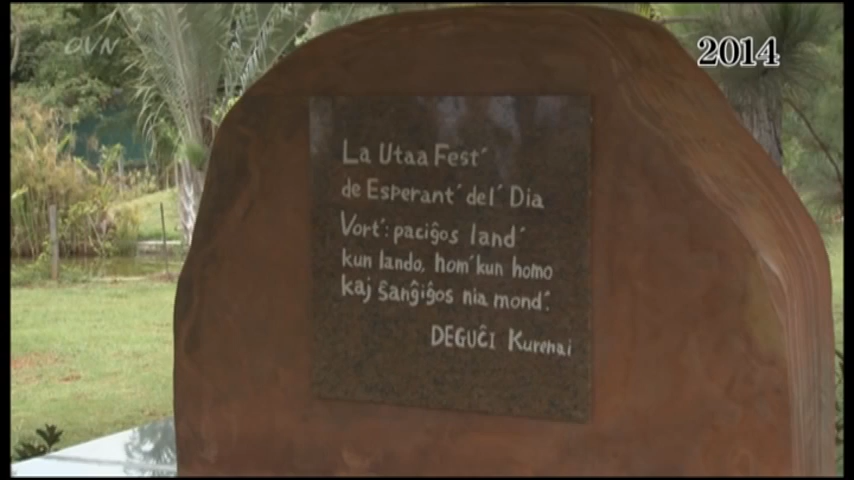 OVN
2014
La Utaa Fest´
de Esperant´ del´ Dia
Vort´: paciĝos land´
kun lando, hom´ kun homo
kaj ŝanĝiĝos nia mond´.
DEGUĈI Kurenai